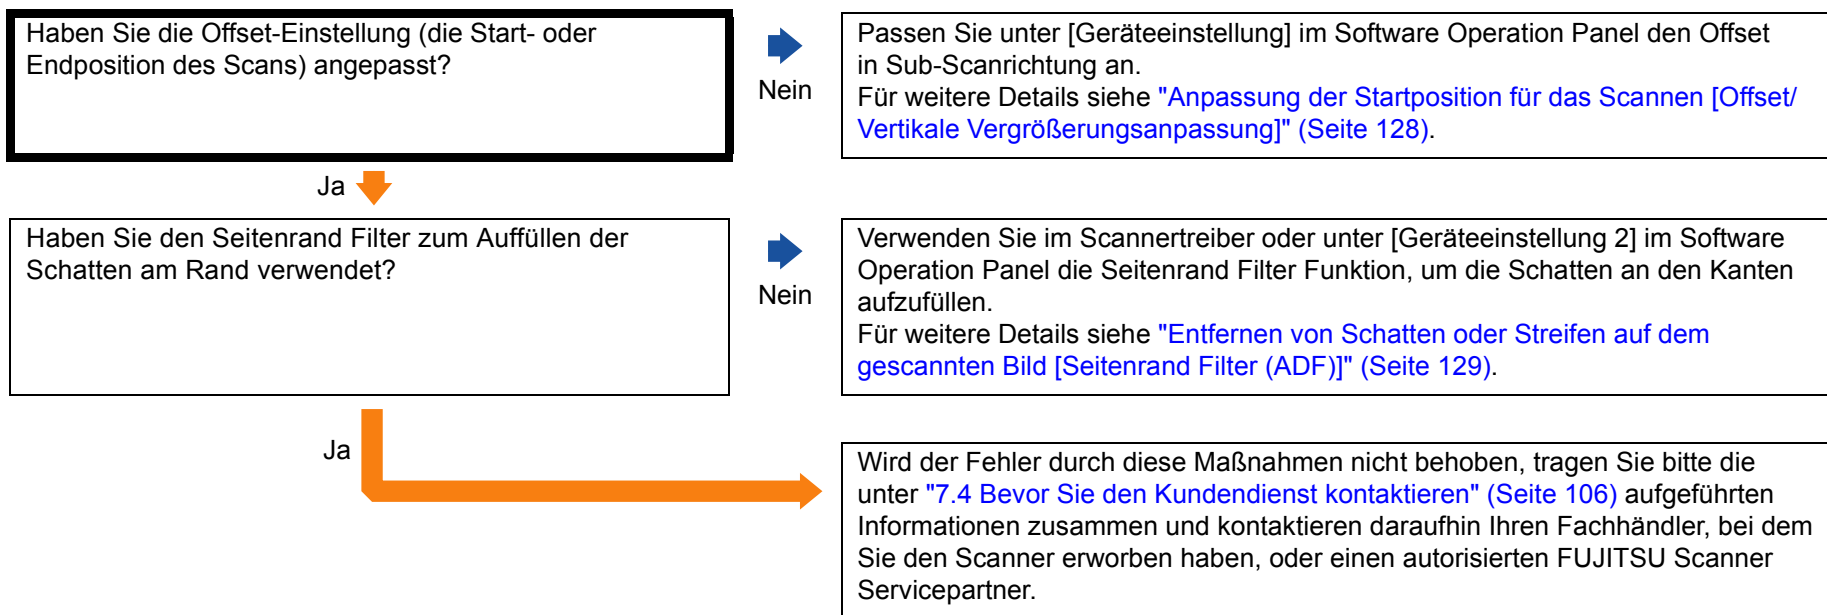 Haben Sie die Offset-Einstellung (die Start- oder
Endposition des Scans) angepasst?
Nein
Passen Sie unter [Geräteeinstellung] im Software Operation Panel den Offset
in Sub-Scanrichtung an.
Für weitere Details siehe "Anpassung der Startposition für das Scannen [Offset/
Vertikale Vergrößerungsanpassung]" (Seite 128).
Ja
Haben Sie den Seitenrand Filter zum Auffüllen der
Schatten am Rand verwendet?
Nein
Verwenden Sie im Scannertreiber oder unter [Geräteeinstellung 2] im Software
Operation Panel die Seitenrand Filter Funktion, um die Schatten an den Kanten
aufzufüllen.
Für weitere Details siehe "Entfernen von Schatten oder Streifen auf dem
gescannten Bild [Seitenrand Filter (ADF)]" (Seite 129).
Ja
Wird der Fehler durch diese Maßnahmen nicht behoben, tragen Sie bitte die
unter "7.4 Bevor Sie den Kundendienst kontaktieren" (Seite 106) aufgeführten
Informationen zusammen und kontaktieren daraufhin Ihren Fachhändler, bei dem
Sie den Scanner erworben haben, oder einen autorisierten FUJITSU Scanner
Servicepartner.